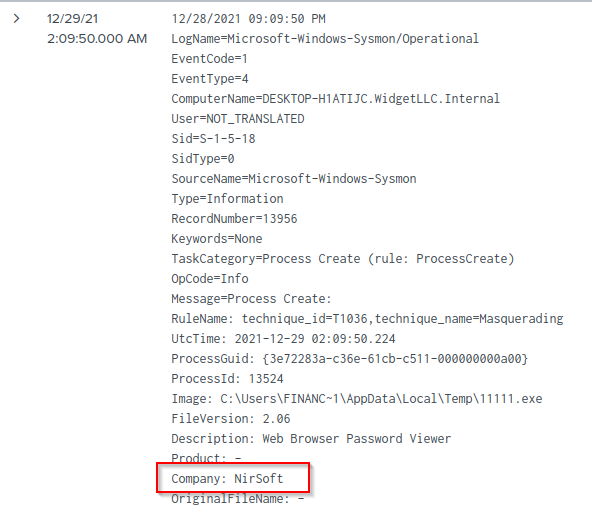 12/29/21
2:09:50.000 AM
12/28/2021 09:09:50 PM
LogName=Microsoft-Windows-Sysmon/Operational
EventCode=1
EventType=4
ComputerName=DESKTOP-H1ATIJC.WidgetLLC.Internal
User=NOT_TRANSLATED
Sid=S-1-5-18
SidType=0
SourceName=Microsoft-Windows-Sysmon
Type=Information
RecordNumber=13956
Keywords=None
TaskCategory=Process Create (rule: ProcessCreate)
OpCode=Info
Message=Process Create:
RuleName: technique_id=T1036,technique_name=Masquerading
UtcTime: 2021-12-29 02:09:50.224
ProcessGuid: {3e72283a-c36e-61cb-c511-000000000a00}
ProcessId: 13524
Image: C:\Users\FINANC~1\AppData\Local\Temp\11111.exe
FileVersion: 2.06
Description: Web Browser Password Viewer
Product: -
Company: NirSoft
OriginalFileName: -